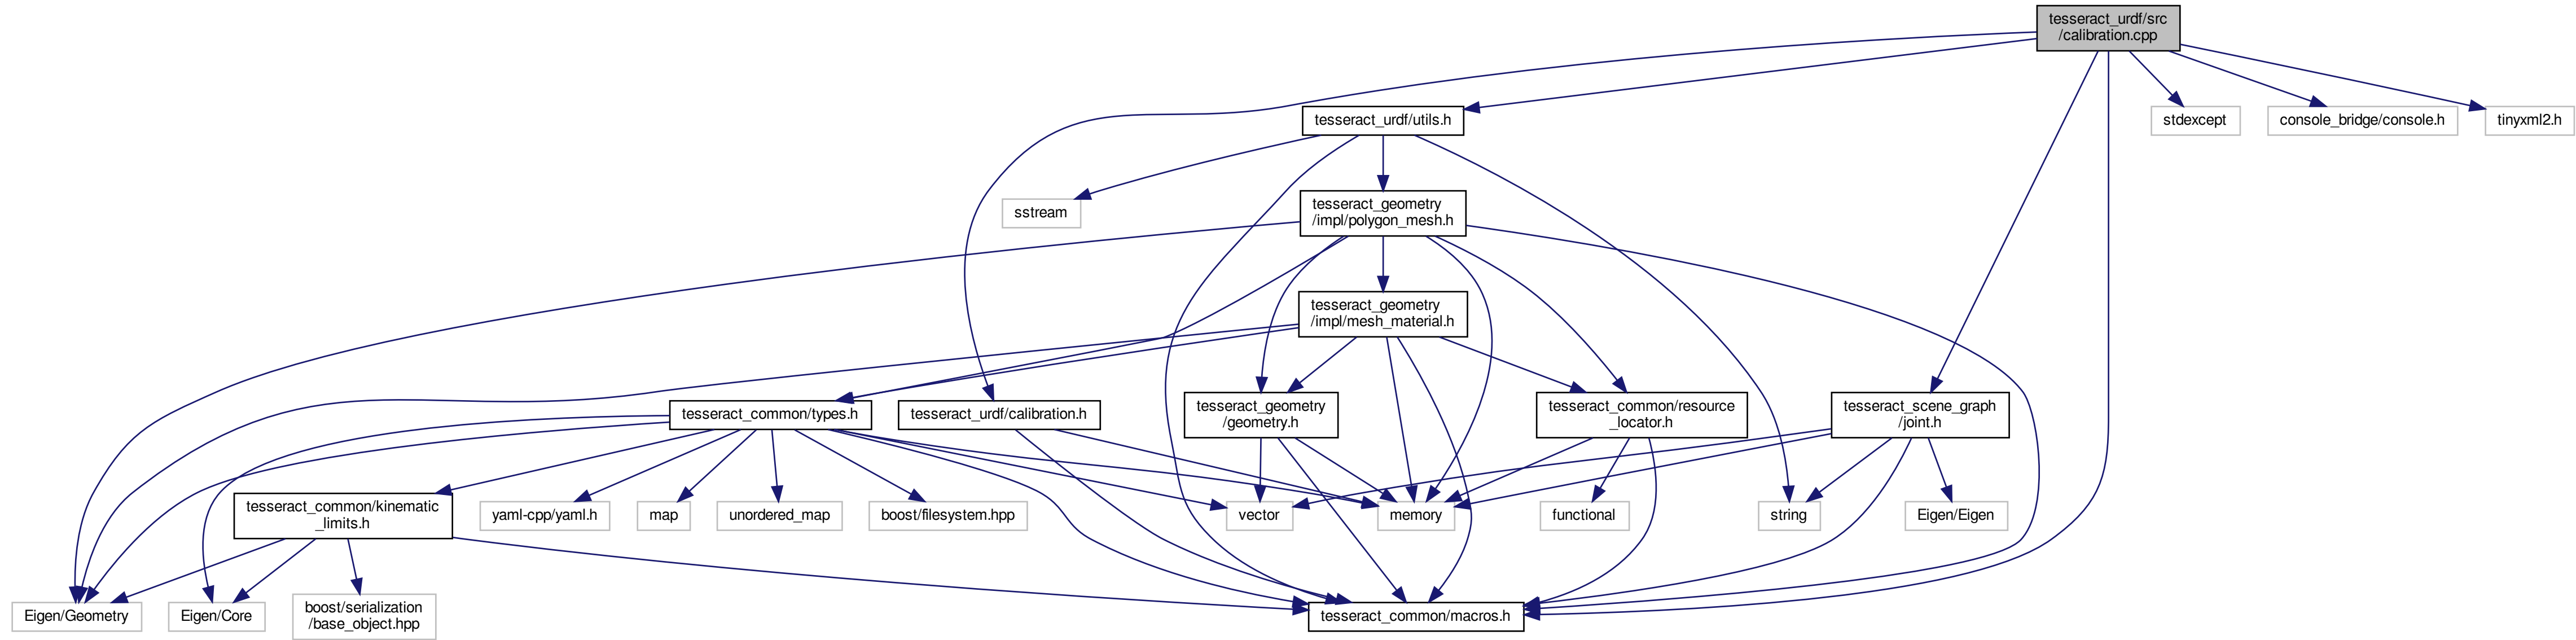 tesseract_urdf/src
/calibration.cpp
tesseract_urdf/utils.h
stdexcept
console_bridge/console.h
tinyxml2.h
sstream
tesseract_geometry
/impl/polygon_mesh.h
tesseract_geometry
/impl/mesh_material.h
tesseract_common/types.h
tesseract_urdf/calibration.h
tesseract_geometry
/geometry.h
tesseract_common/resource
_locator.h
tesseract_scene_graph
/joint.h
tesseract_common/kinematic
_limits.h
yaml-cpp/yaml.h
map
unordered_map
boost/filesystem.hpp
vector
memory
functional
string
Eigen/Eigen
Eigen/Geometry
Eigen/Core
boost/serialization
/base_object.hpp
tesseract_common/macros.h